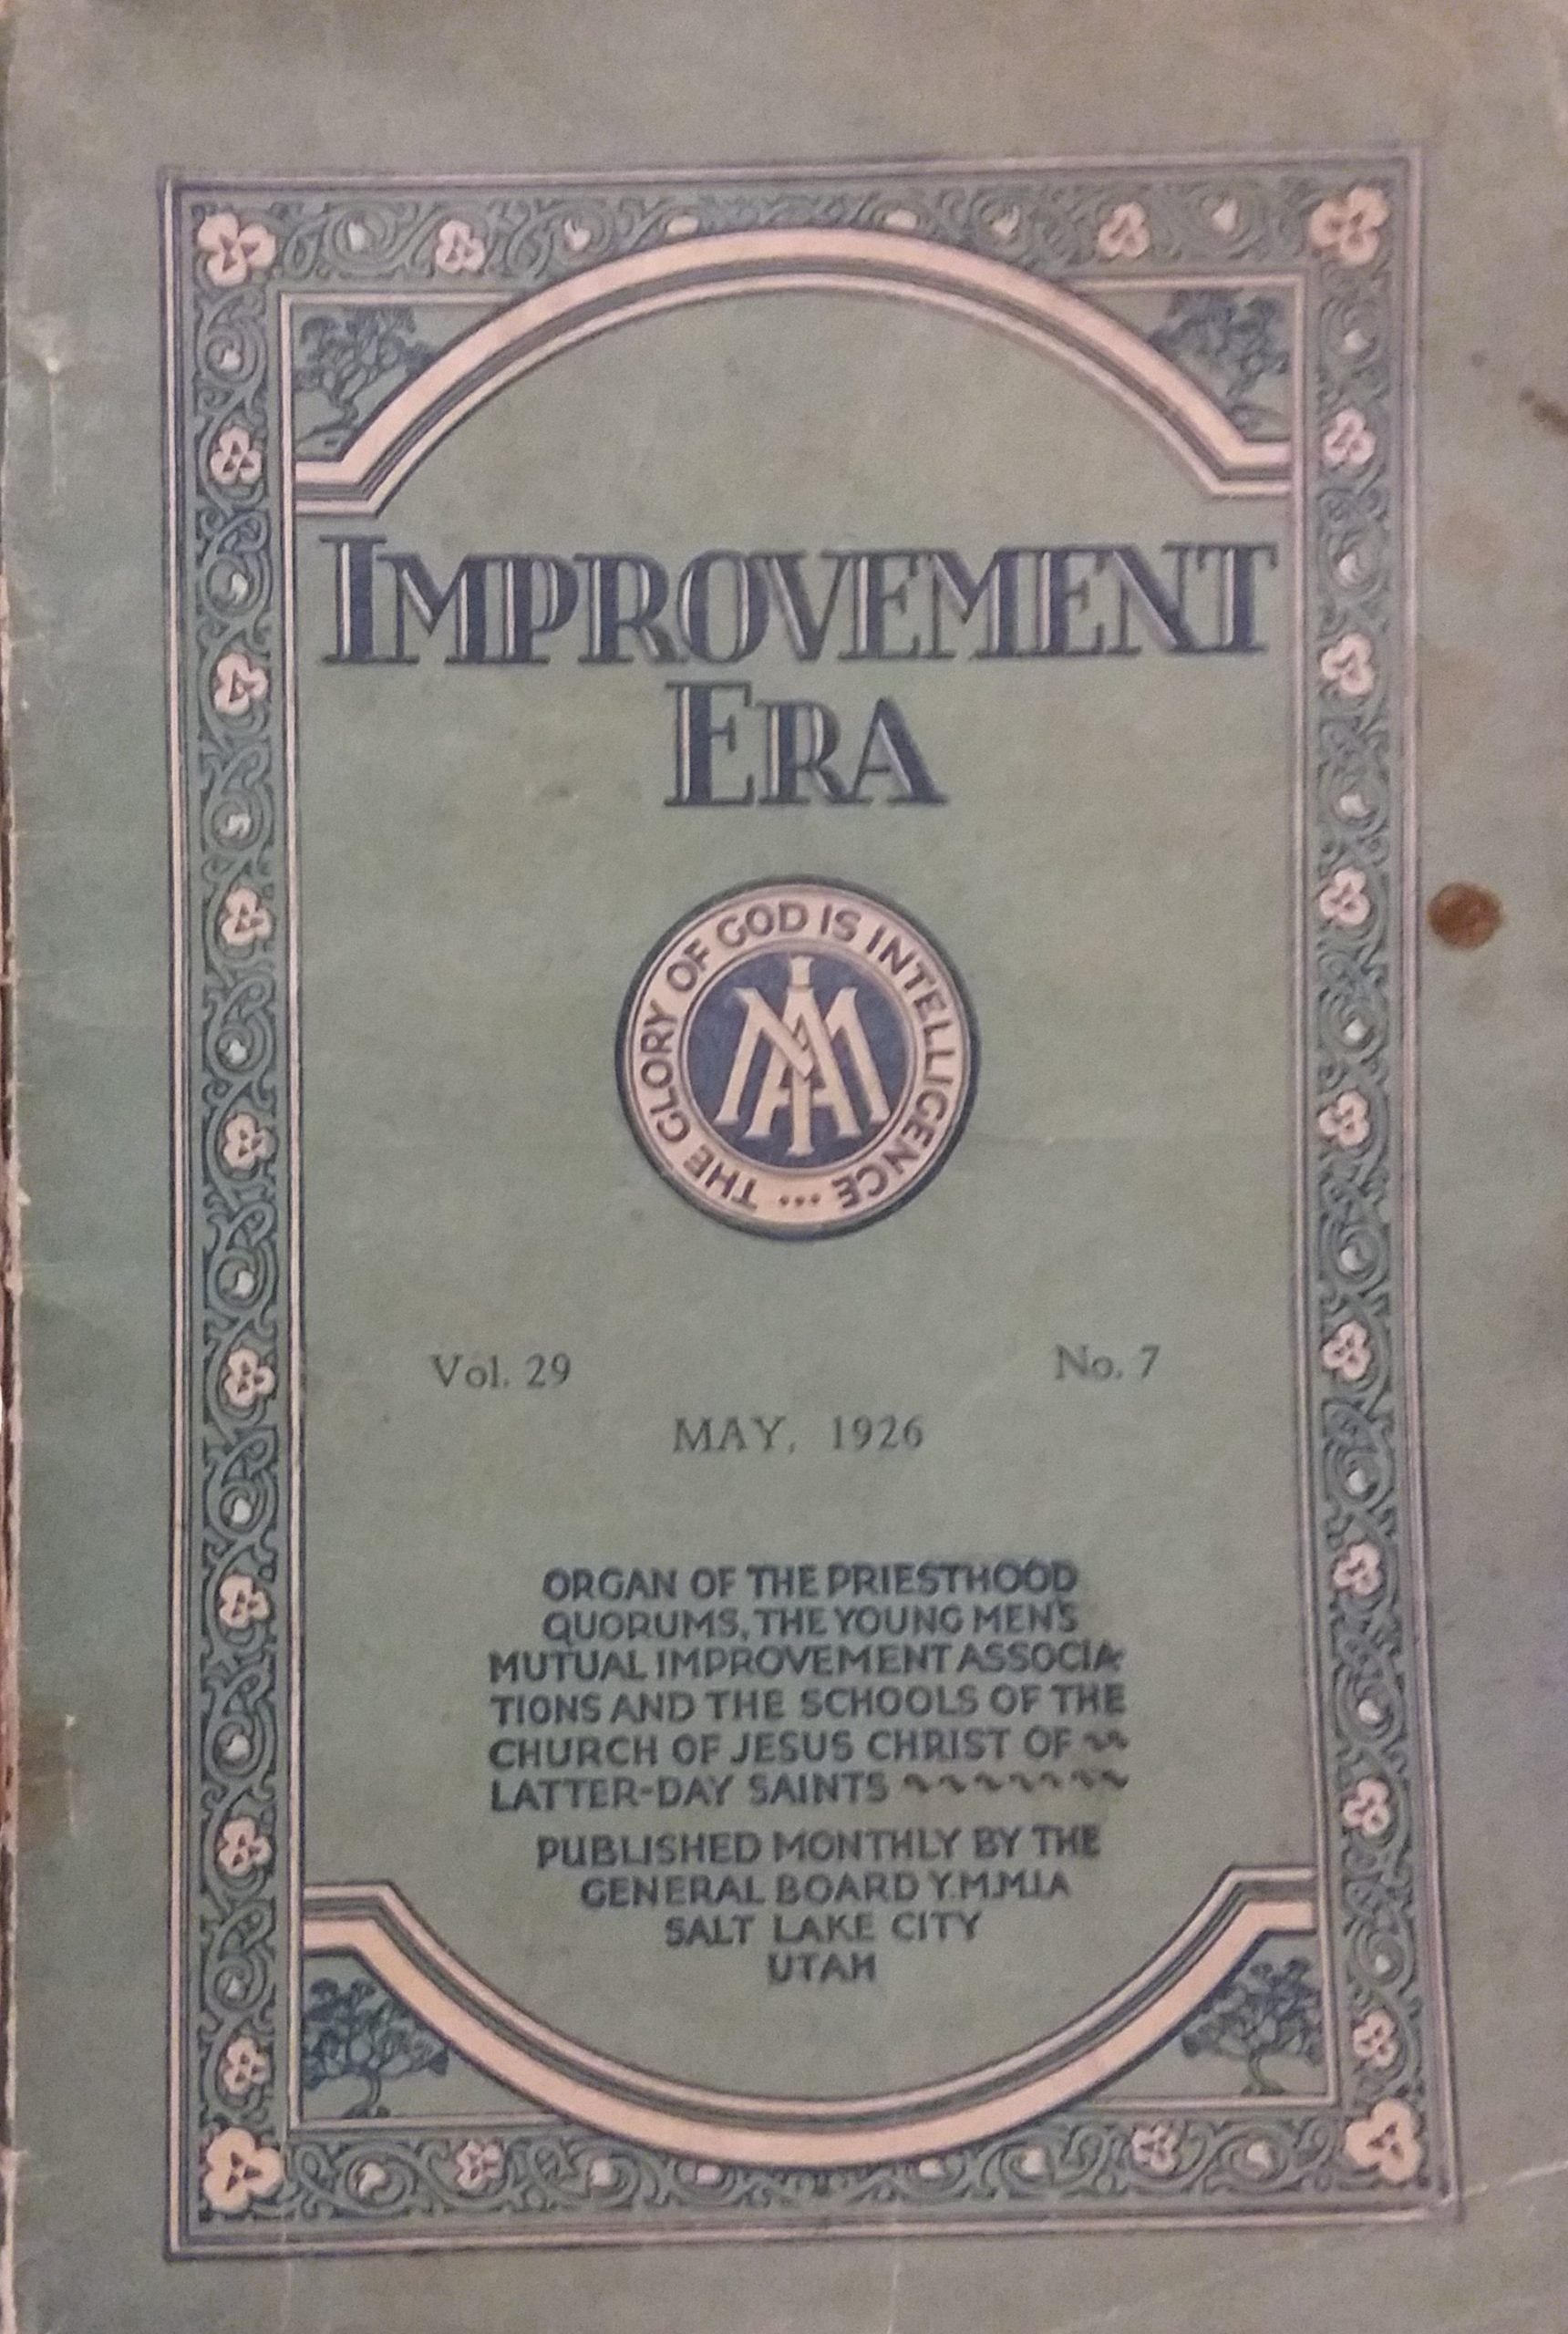 IMPROVEMENT
ERA
THE GLORY OF GOD IS INTELLIGENCE ...
MIA
Vol. 29 No. 7
MAY, 1926
ORGAN OF THE PRIESTHOOD
QUORUMS, THE YOUNG MEN'S
MUTUAL IMPROVEMENT ASSOCIA-
TIONS AND THE SCHOOLS OF THE
CHURCH OF JESUS CHRIST OF
LATTER-DAY SAINTS
PUBLISHED MONTHLY BY THE
GENERAL BOARD Y.M.M.I.A
SALT LAKE CITY
UTAH